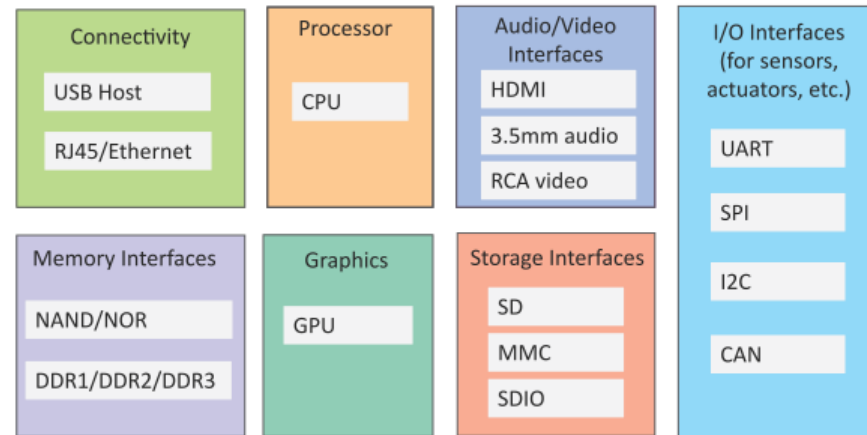 Connectivity
USB Host
RJ45/Ethernet
Processor
CPU
Audio/Video
Interfaces
HDMI
3.5mm audio
RCA video
I/O Interfaces
(for sensors,
actuators, etc.)
UART
SPI
I2C
CAN
Memory Interfaces
NAND/NOR
DDR1/DDR2/DDR3
Graphics
GPU
Storage Interfaces
SD
MMC
SDIO